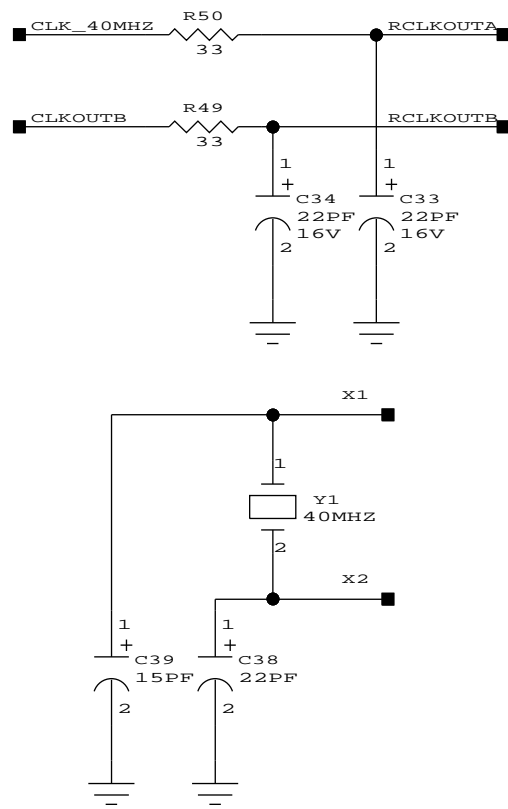 R50
CLK_40MHZ
RCLKOUTA
33
R49
CLKOUTB
RCLKOUTB
33
1
1
+
+
C34
C33
22PF
22PF
16V
16V
2
2
X1
1
Y1
40MHZ
2
X2
1
1
+
+
C39
C38
15PF
22PF
2
2